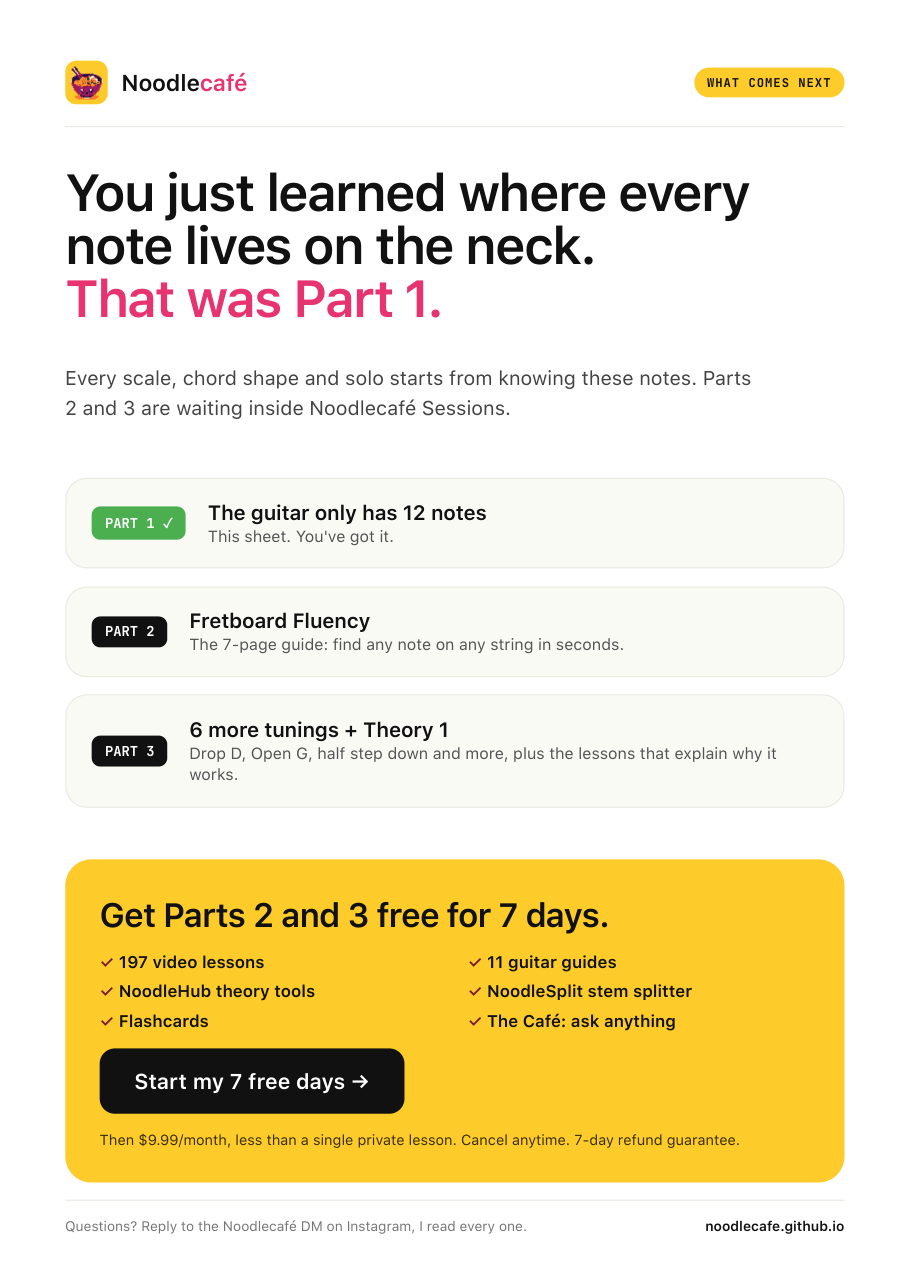 Noodlecafé
WHAT COMES NEXT
You just learned where every
note lives on the neck.
That was Part 1.
Every scale, chord shape and solo starts from knowing these notes. Parts
2 and 3 are waiting inside Noodlecafé Sessions.
PART 1 ✓
The guitar only has 12 notes
This sheet. You've got it.
PART 2
Fretboard Fluency
The 7-page guide: find any note on any string in seconds.
PART 3
6 more tunings + Theory 1
Drop D, Open G, half step down and more, plus the lessons that explain why it
works.
Get Parts 2 and 3 free for 7 days.
✓ 197 video lessons
✓ 11 guitar guides
✓ NoodleHub theory tools
✓ NoodleSplit stem splitter
✓ Flashcards
✓ The Café: ask anything
Start my 7 free days →
Then $9.99/month, less than a single private lesson. Cancel anytime. 7-day refund guarantee.
Questions? Reply to the Noodlecafé DM on Instagram, I read every one.
noodlecafe.github.io